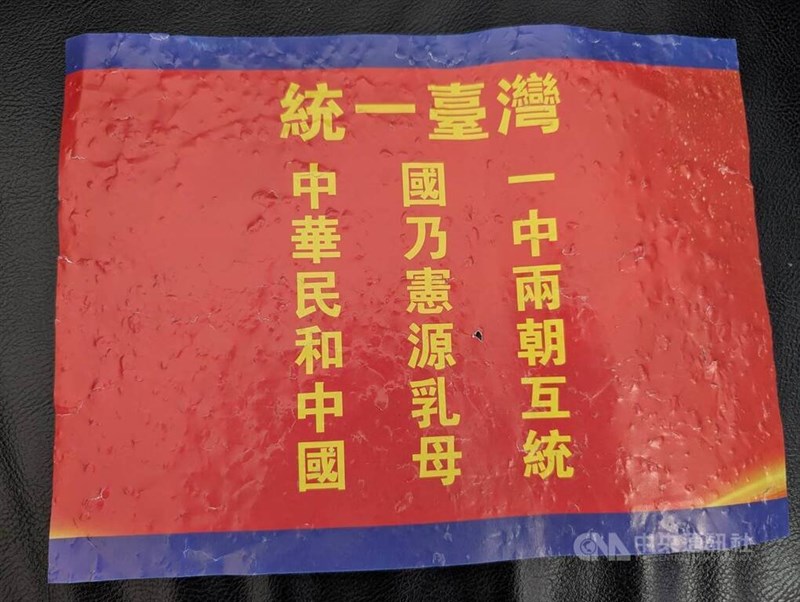 統一臺灣
一中兩朝互統
國乃憲源乳母
中華民和中國
CNA 中央通訊社